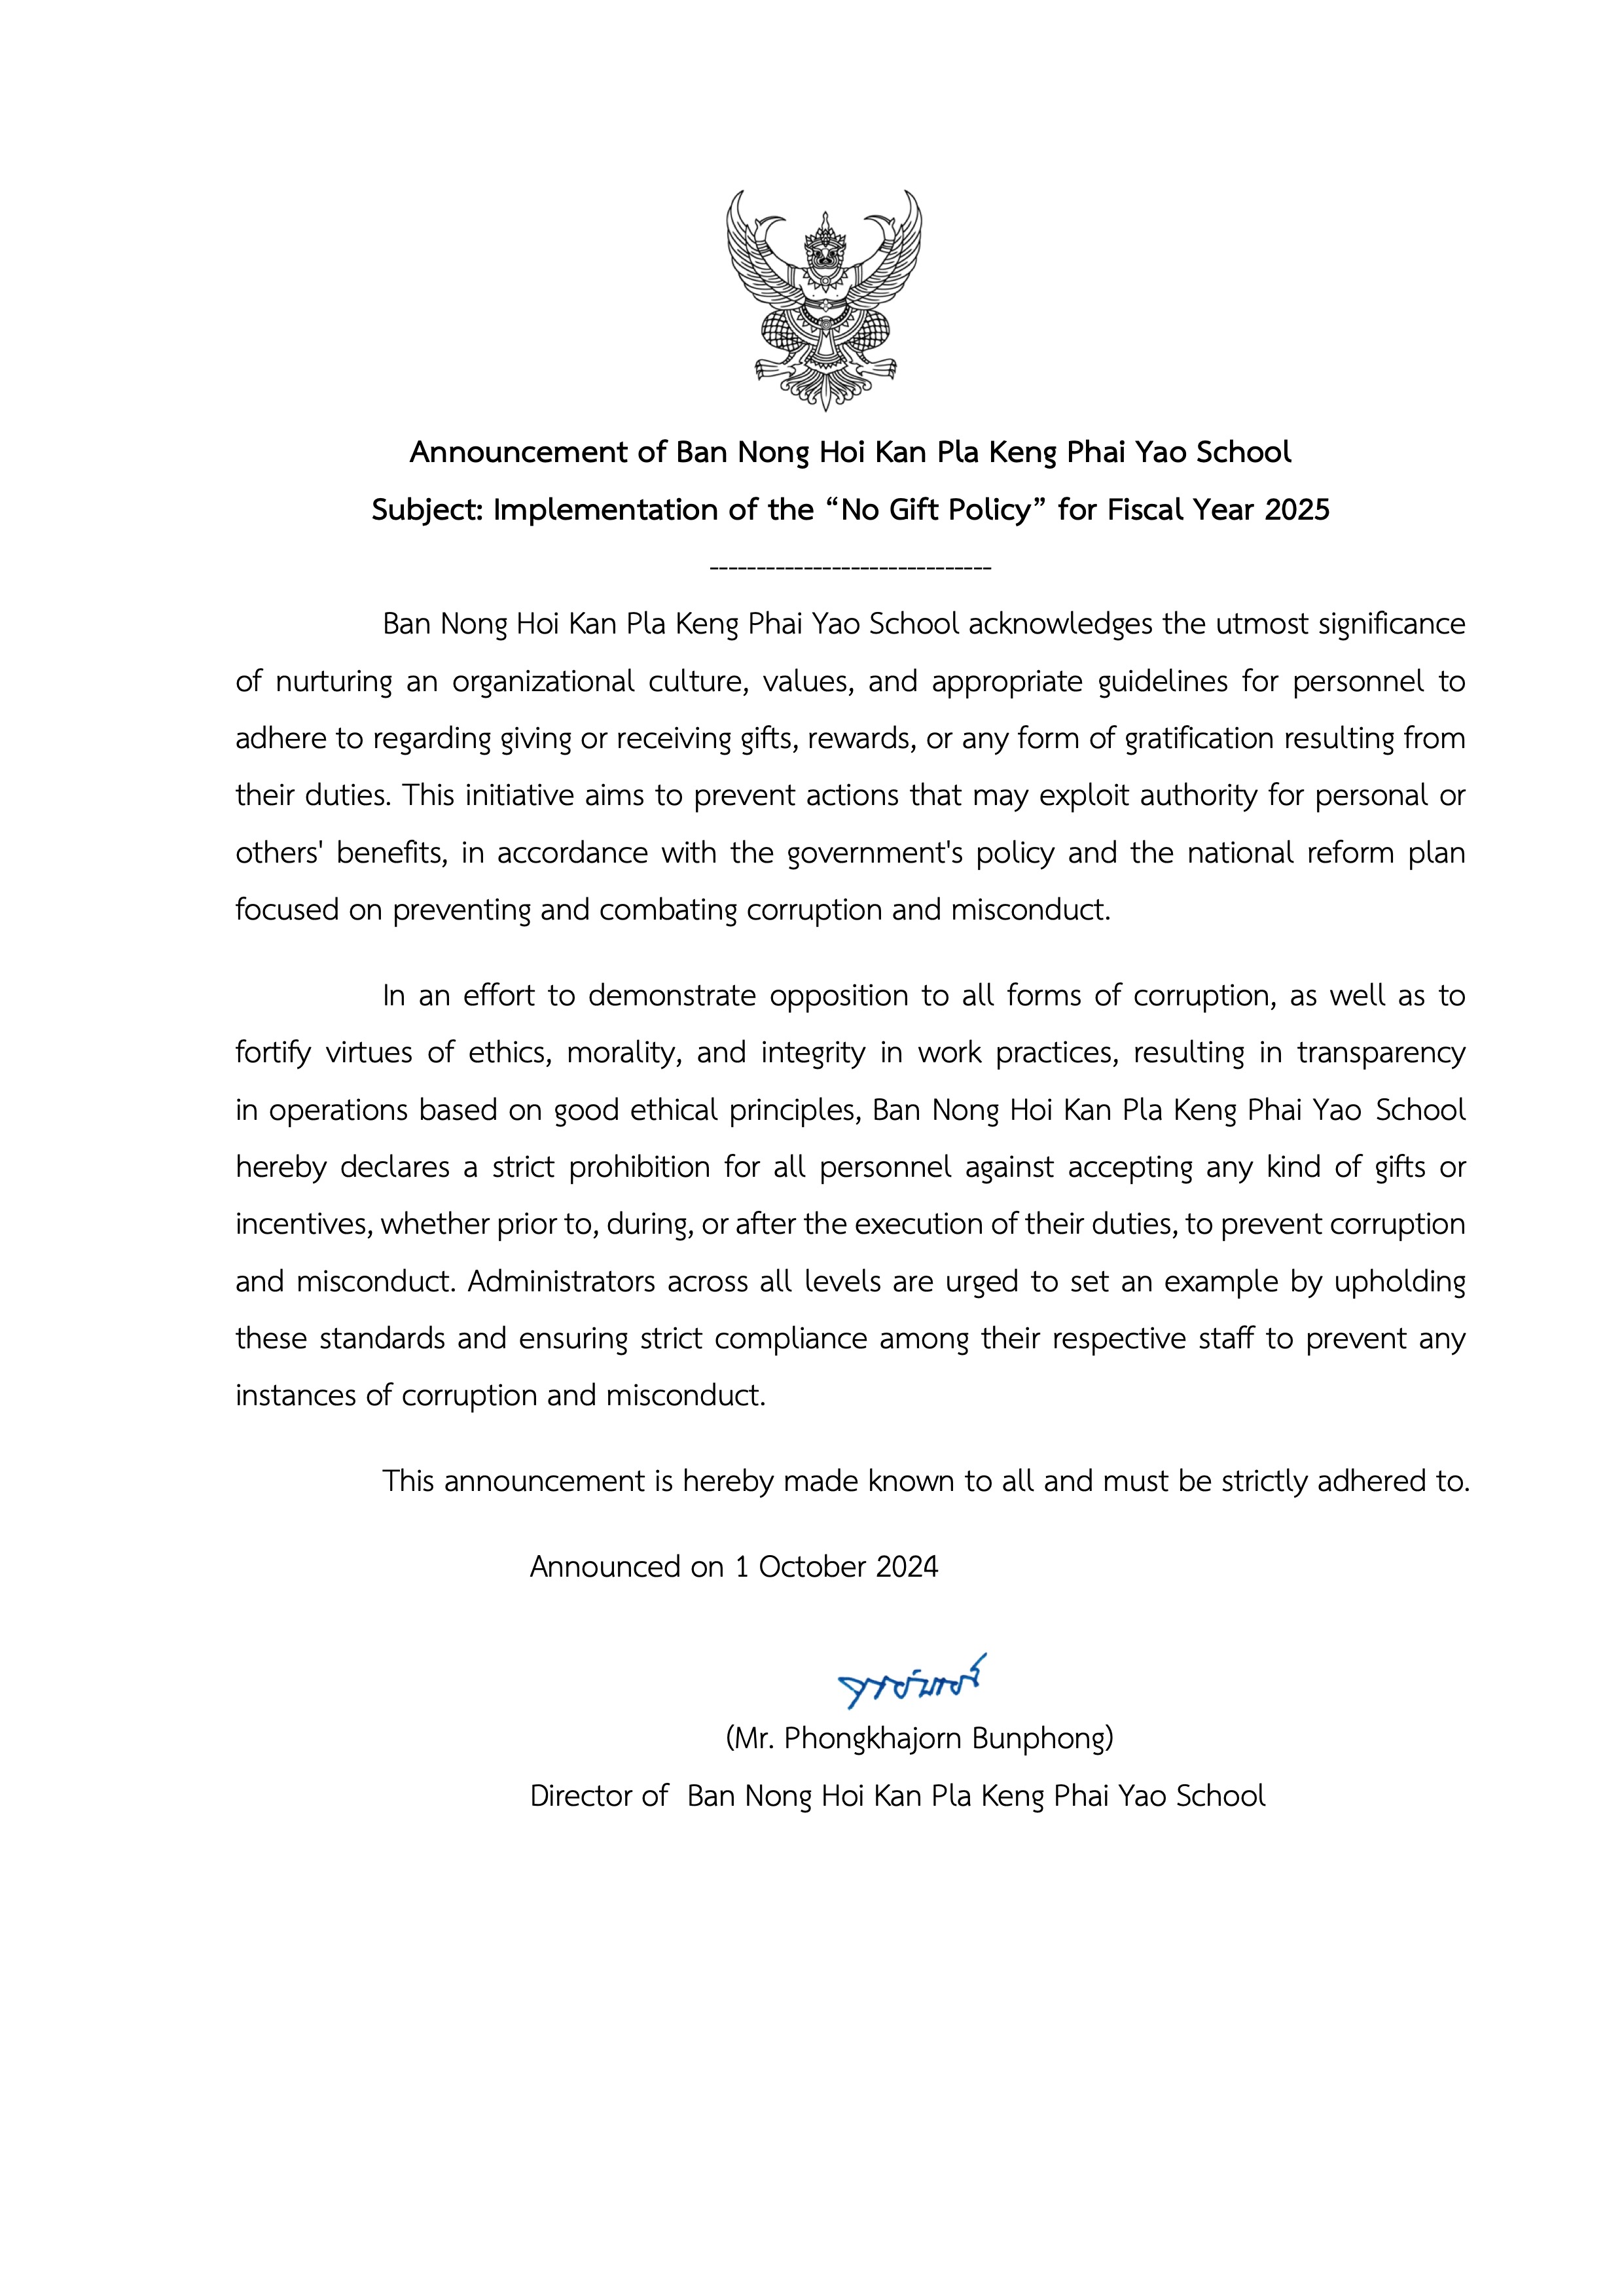 Announcement of Ban Nong Hoi Kan Pla Keng Phai Yao School
Subject: Implementation of the “No Gift Policy” for Fiscal Year 2025
------------------------------
Ban Nong Hoi Kan Pla Keng Phai Yao School acknowledges the utmost significance
of nurturing an organizational culture, values, and appropriate guidelines for personnel to
adhere to regarding giving or receiving gifts, rewards, or any form of gratification resulting from
their duties. This initiative aims to prevent actions that may exploit authority for personal or
others' benefits, in accordance with the government's policy and the national reform plan
focused on preventing and combating corruption and misconduct.
In an effort to demonstrate opposition to all forms of corruption, as well as to
fortify virtues of ethics, morality, and integrity in work practices, resulting in transparency
in operations based on good ethical principles, Ban Nong Hoi Kan Pla Keng Phai Yao School
hereby declares a strict prohibition for all personnel against accepting any kind of gifts or
incentives, whether prior to, during, or after the execution of their duties, to prevent corruption
and misconduct. Administrators across all levels are urged to set an example by upholding
these standards and ensuring strict compliance among their respective staff to prevent any
instances of corruption and misconduct.
This announcement is hereby made known to all and must be strictly adhered to.
Announced on 1 October 2024
(Mr. Phongkhajorn Bunphong)
Director of  Ban Nong Hoi Kan Pla Keng Phai Yao School